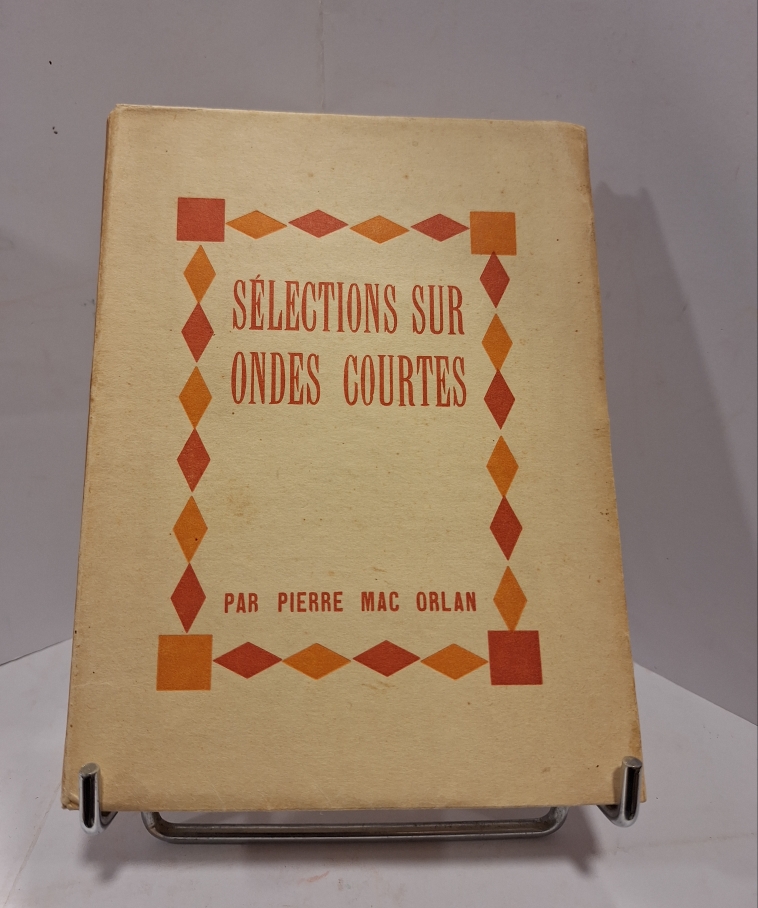 SÉLECTIONS SUR
ONDES COURTES
PAR PIERRE MAC ORLAN